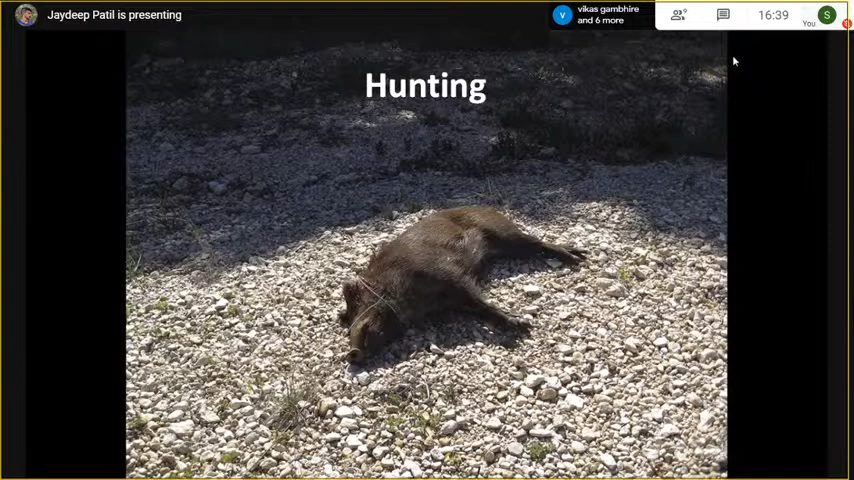 Jaydeep Patil is presenting
V
vikas gambhire
and 6 more
16:39
You
S
Hunting